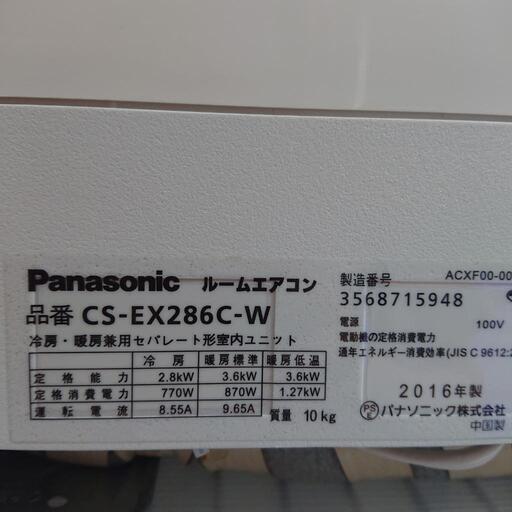 Panasonic ルームエアコン
品番 CS-EX286C-W
冷房・暖房兼用セパレート形室内ユニット
冷房 暖房標準 暖房低温
定格能力 2.8kW 3.6kW 3.6kW
定格消費電力 770W 870W 1.27kW
運転電流 8.55A 9.65A
質量 10kg
ACXF00-00
製造番号
3568715948
電源 100V
電動機の定格消費電力
通年エネルギー消費効率(JIS C 9612:2
2016年製
PS E パナソニック株式会社
中国製